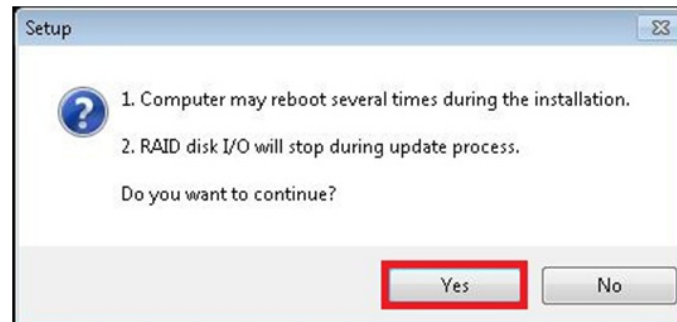 Setup
1. Computer may reboot several times during the installation.
2. RAID disk I/O will stop during update process.
Do you want to continue?
Yes No